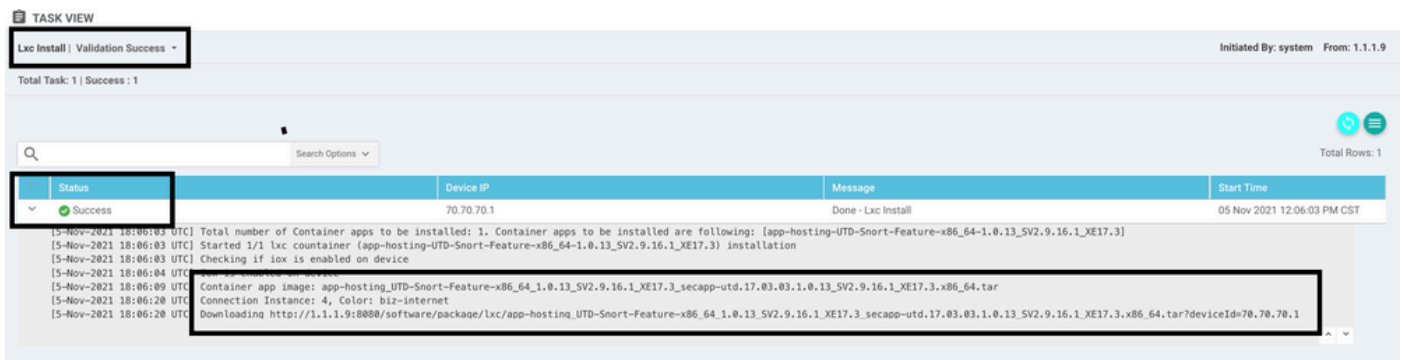 TASK VIEW
Lxc Install | Validation Success
Initiated By: system From: 1.1.1.9
Total Task: 1 | Success : 1
Search Options
Total Rows: 1
Status Device IP Message Start Time
Success 70.70.70.1 Done - Lxc Install 05 Nov 2021 12:06:03 PM CST
[5-Nov-2021 18:06:03 UTC] Total number of Container apps to be installed: 1. Container apps to be installed are following: [app-hosting-UTD-Snort-Feature-x86_64-1.0.13_SV2.9.16.1_XE17.3]
[5-Nov-2021 18:06:03 UTC] Started 1/1 lxc countainer (app-hosting-UTD-Snort-Feature-x86_64-1.0.13_SV2.9.16.1_XE17.3) installation
[5-Nov-2021 18:06:03 UTC] Checking if iox is enabled on device
[5-Nov-2021 18:06:04 UTC] iox is enabled on device
[5-Nov-2021 18:06:09 UTC] Container app image: app-hosting_UTD-Snort-Feature-x86_64_1.0.13_SV2.9.16.1_XE17.3_secapp-utd.17.03.03.1.0.13_SV2.9.16.1_XE17.3.x86_64.tar
[5-Nov-2021 18:06:20 UTC] Connection Instance: 4, Color: biz-internet
[5-Nov-2021 18:06:20 UTC] Downloading http://1.1.1.9:8080/software/package/lxc/app-hosting_UTD-Snort-Feature-x86_64_1.0.13_SV2.9.16.1_XE17.3_secapp-utd.17.03.03.1.0.13_SV2.9.16.1_XE17.3.x86_64.tar?deviceId=70.70.70.1